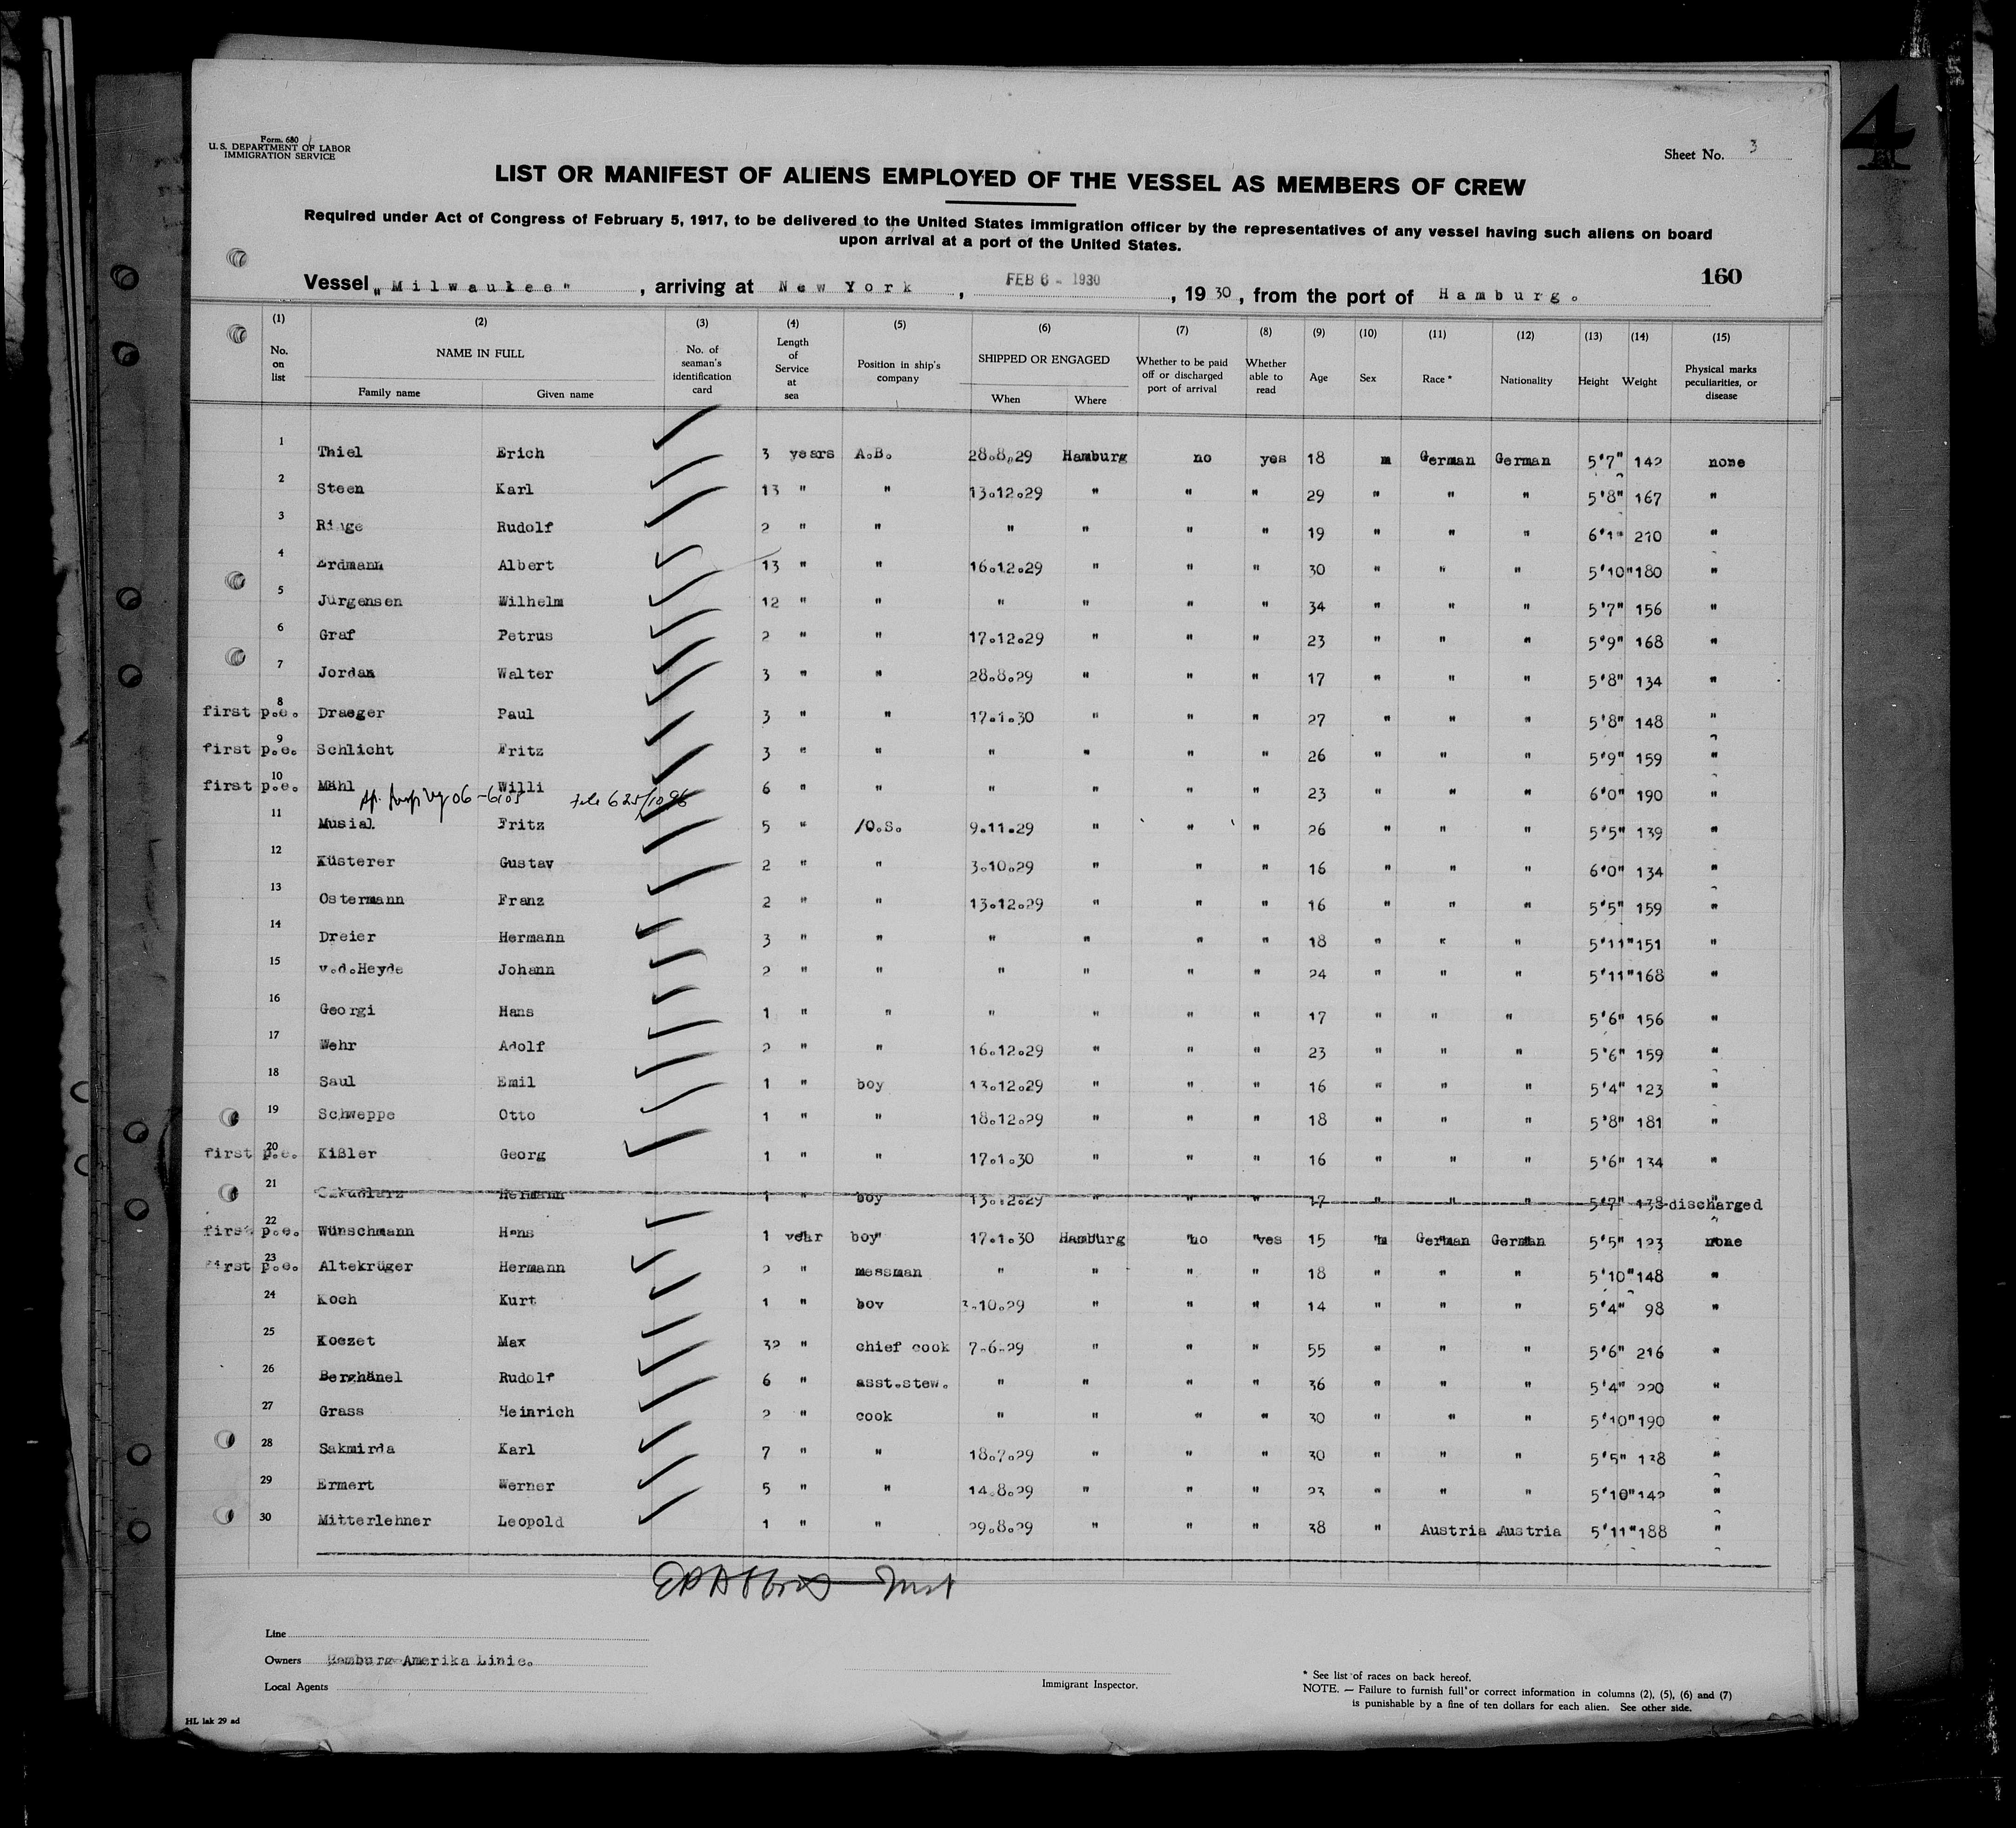 Form. 680
U. S. DEPARTMENT OF LABOR
IMMIGRATION SERVICE
Sheet No. 3
4
LIST OR MANIFEST OF ALIENS EMPLOYED OF THE VESSEL AS MEMBERS OF CREW
Required under Act of Congress of February 5, 1917, to be delivered to the United States immigration officer by the representatives of any vessel having such aliens on board
upon arrival at a port of the United States.
160
Vessel „Milwaukee", arriving at New York, FEB 6 - 1930, 1930, from the port of Hamburg.
(1) (2) (3) (4) (5) (6) (7) (8) (9) (10) (11) (12) (13) (14) (15)
No. on list NAME IN FULL Family name Given name No. of seaman's identification card Length of Service at sea Position in ship's company SHIPPED OR ENGAGED When Where Whether to be paid off or discharged port of arrival Whether able to read Age Sex Race * Nationality Height Weight Physical marks peculiarities, or disease
1 Thiel Erich 3 years A.B. 28.8.29 Hamburg no yes 18 m German German 5'7" 142 none
2 Steen Karl 13 " " 13.12.29 " " " 29 " " " 5'8" 167 "
3 Ringe Rudolf 2 " " " " " " 19 " " " 6'1" 210 "
4 Erdmann Albert 13 " " 16.12.29 " " " 30 " " " 5'10" 180 "
5 Jürgensen Wilhelm 12 " " " " " " 34 " " " 5'7" 156 "
6 Graf Petrus 2 " " 17.12.29 " " " 23 " " " 5'9" 168 "
7 Jordan Walter 3 " " 28.8.29 " " " 17 " " " 5'8" 134 "
first p.e. 8 Draeger Paul 3 " " 17.1.30 " " " 27 " " " 5'8" 148 "
first p.e. 9 Schlicht Fritz 3 " " " " " " 26 " " " 5'9" 159 "
first p.e. 10 Mähl Willi 6 " " " " " " 23 " " " 6'0" 190 "
11 Musial Fritz 5 " /O.S. 9.11.29 " " " 26 " " " 5'5" 139 "
12 Küsterer Gustav 2 " " 3.10.29 " " " 16 " " " 6'0" 134 "
13 Ostermann Franz 2 " " 13.12.29 " " " 16 " " " 5'5" 159 "
14 Dreier Hermann 3 " " " " " " 18 " " " 5'11" 151 "
15 v.d.Heyde Johann 2 " " " " " " 24 " " " 5'11" 168 "
16 Georgi Hans 1 " " " " " " 17 " " " 5'6" 156 "
17 Wehr Adolf 2 " " 16.12.29 " " " 23 " " " 5'6" 159 "
18 Saul Emil 1 " boy 13.12.29 " " " 16 " " " 5'4" 123 "
19 Schweppe Otto 1 " " 18.12.29 " " " 18 " " " 5'8" 181 "
first p.e. 20 Kißler Georg 1 " " 17.1.30 " " " 16 " " " 5'6" 134 "
21 Hermann 1 " boy 13.12.29 " " " 17 " " " 5'7" 138 " discharged
first p.e. 22 Wünschmann Hans 1 year boy 17.1.30 Hamburg no yes 15 m German German 5'5" 123 none
first p.e. 23 Altekrüger Hermann 2 " messman " " " " 18 " " " 5'10" 148 "
24 Koch Kurt 1 " boy 3.10.29 " " " 14 " " " 5'4" 98 "
25 Koezet Max 32 " chief cook 7.6.29 " " " 55 " " " 5'6" 216 "
26 Berghänel Rudolf 6 " asst.stew. " " " " 36 " " " 5'4" 220 "
27 Grass Heinrich 2 " cook " " " " 30 " " " 5'10" 190 "
28 Sakmirda Karl 7 " " 18.7.29 " " " 30 " " " 5'5" 138 "
29 Ermert Werner 5 " " 14.8.29 " " " 23 " " " 5'10" 142 "
30 Mitterlehner Leopold 1 " " 29.8.29 " " " 38 " Austria Austria 5'11" 188 "
Line
Owners Hamburg-Amerika Linie.
Local Agents
Immigrant Inspector.
* See list of races on back hereof.
NOTE. — Failure to furnish full or correct information in columns (2), (5), (6) and (7)
is punishable by a fine of ten dollars for each alien. See other side.
HL lak 29 ad